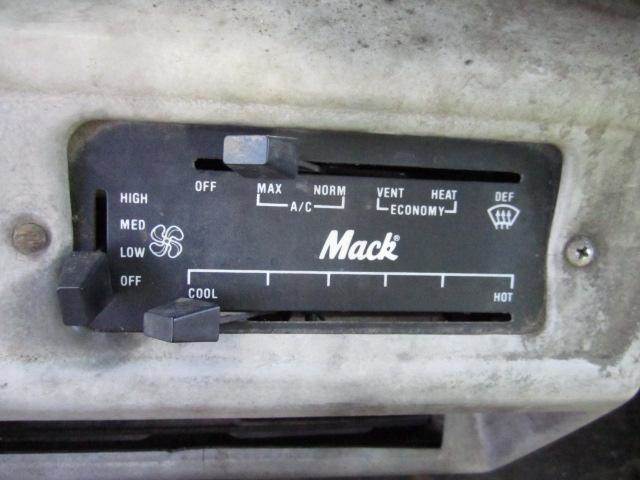 OFF MAX NORM VENT HEAT DEF
A/C ECONOMY
HIGH
MED
LOW
OFF
Mack®
COOL HOT